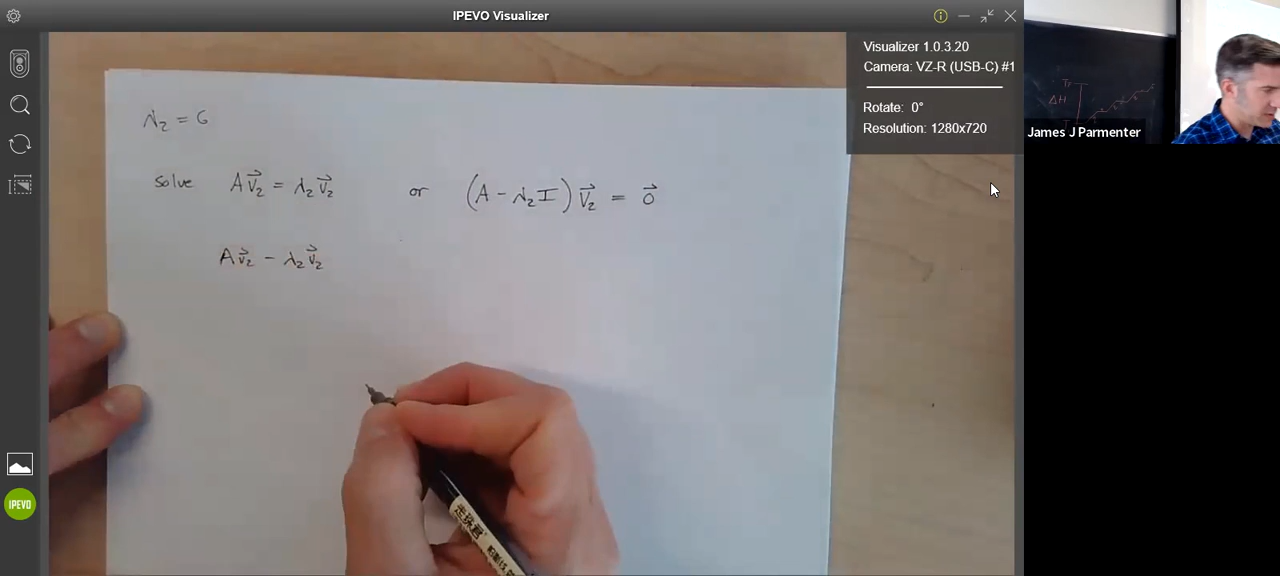 IPEVO Visualizer
Visualizer 1.0.3.20
Camera: VZ-R (USB-C) #1
Rotate: 0°
Resolution: 1280x720
James J Parmenter
ΔH
λ₂ = 6
solve A v⃗₂ = λ₂ v⃗₂ or (A - λ₂ I) v⃗₂ = 0⃗
A v⃗₂ - λ₂ v⃗₂
IPEVO